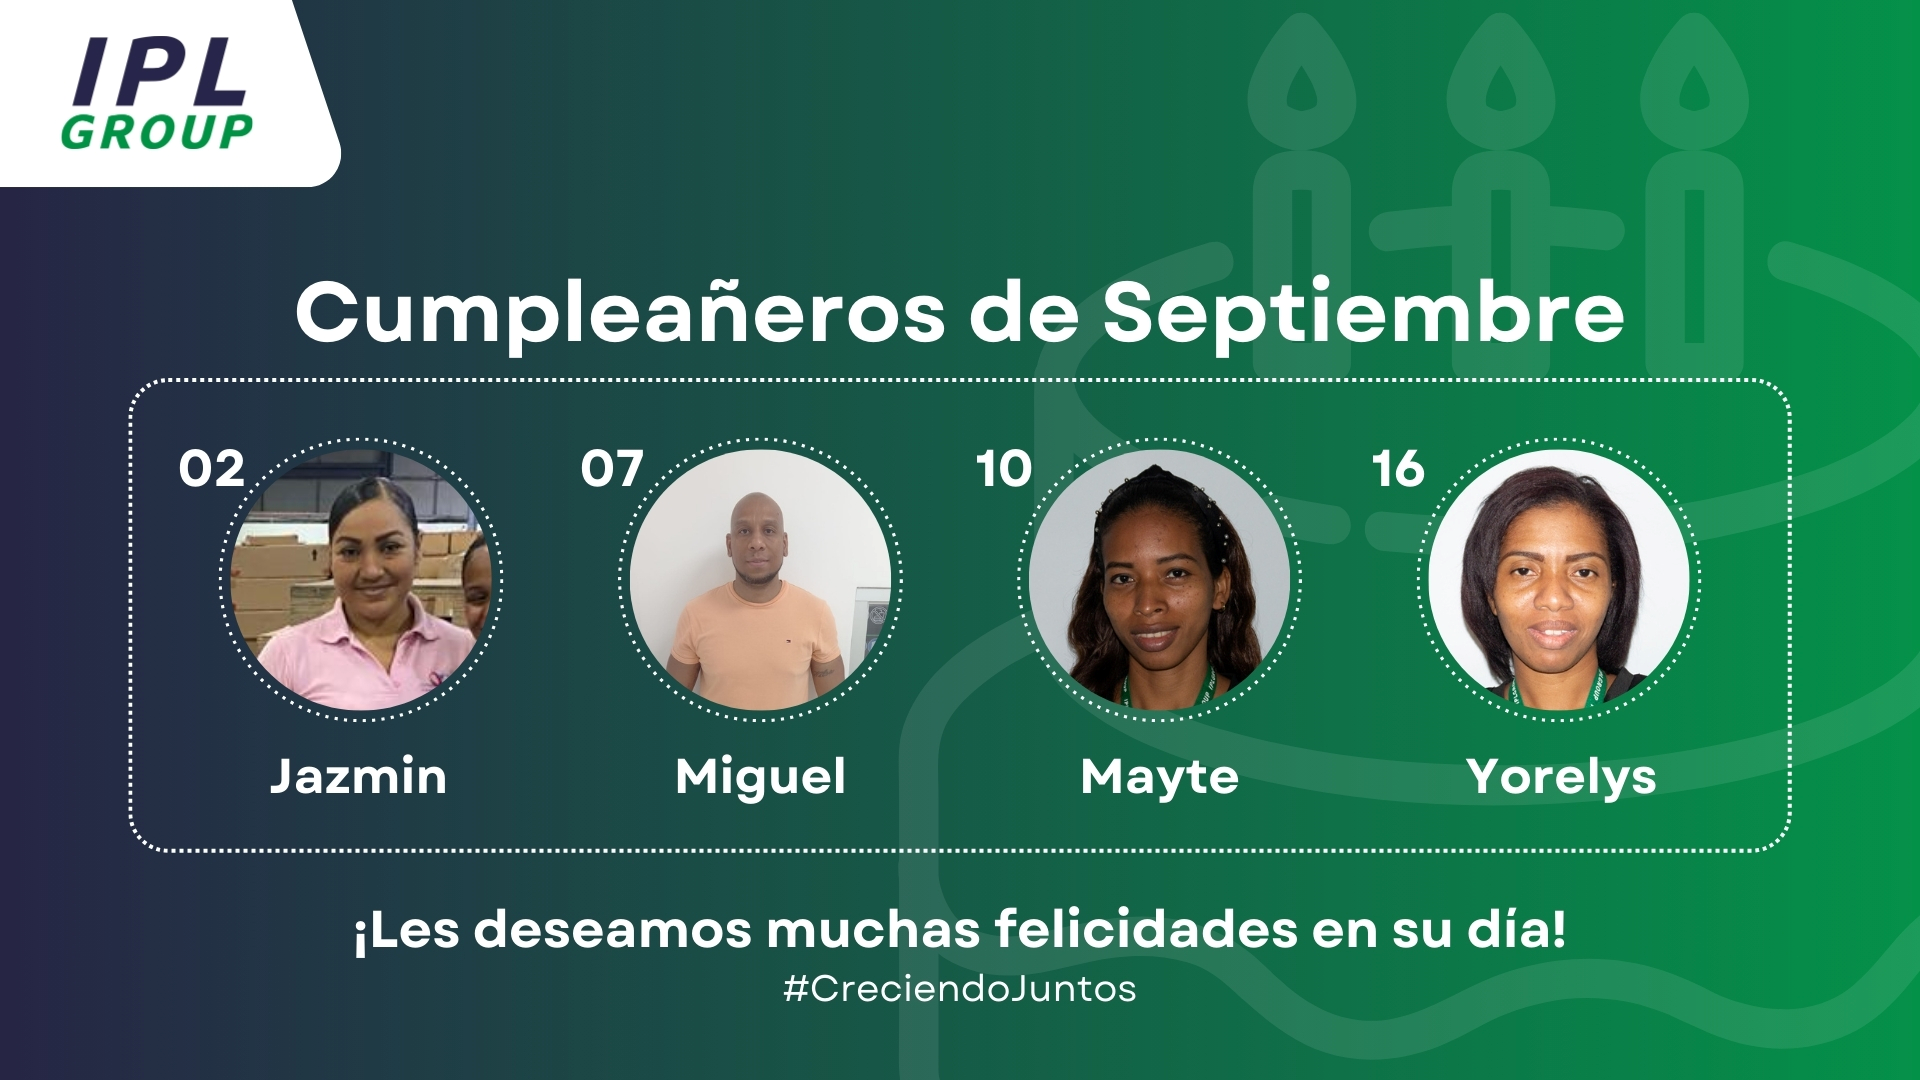 IPL
GROUP
Cumpleañeros de Septiembre
02
07
10
16
Jazmin
Miguel
Mayte
Yorelys
¡Les deseamos muchas felicidades en su día!
#CreciendoJuntos